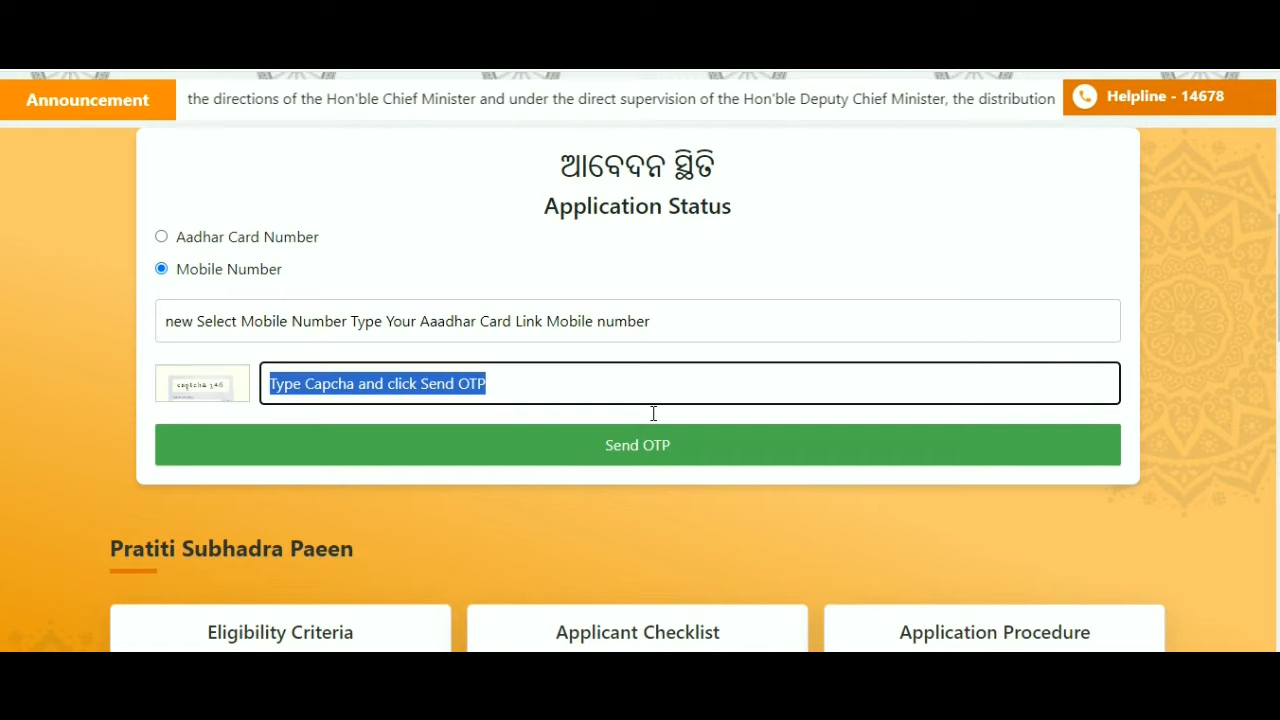 Announcement
the directions of the Hon'ble Chief Minister and under the direct supervision of the Hon'ble Deputy Chief Minister, the distribution
Helpline - 14678
ଆବେଦନ ସ୍ଥିତି
Application Status
Aadhar Card Number
Mobile Number
new Select Mobile Number Type Your Aaadhar Card Link Mobile number
captcha 346
Type Capcha and click Send OTP
Send OTP
Pratiti Subhadra Paeen
Eligibility Criteria
Applicant Checklist
Application Procedure